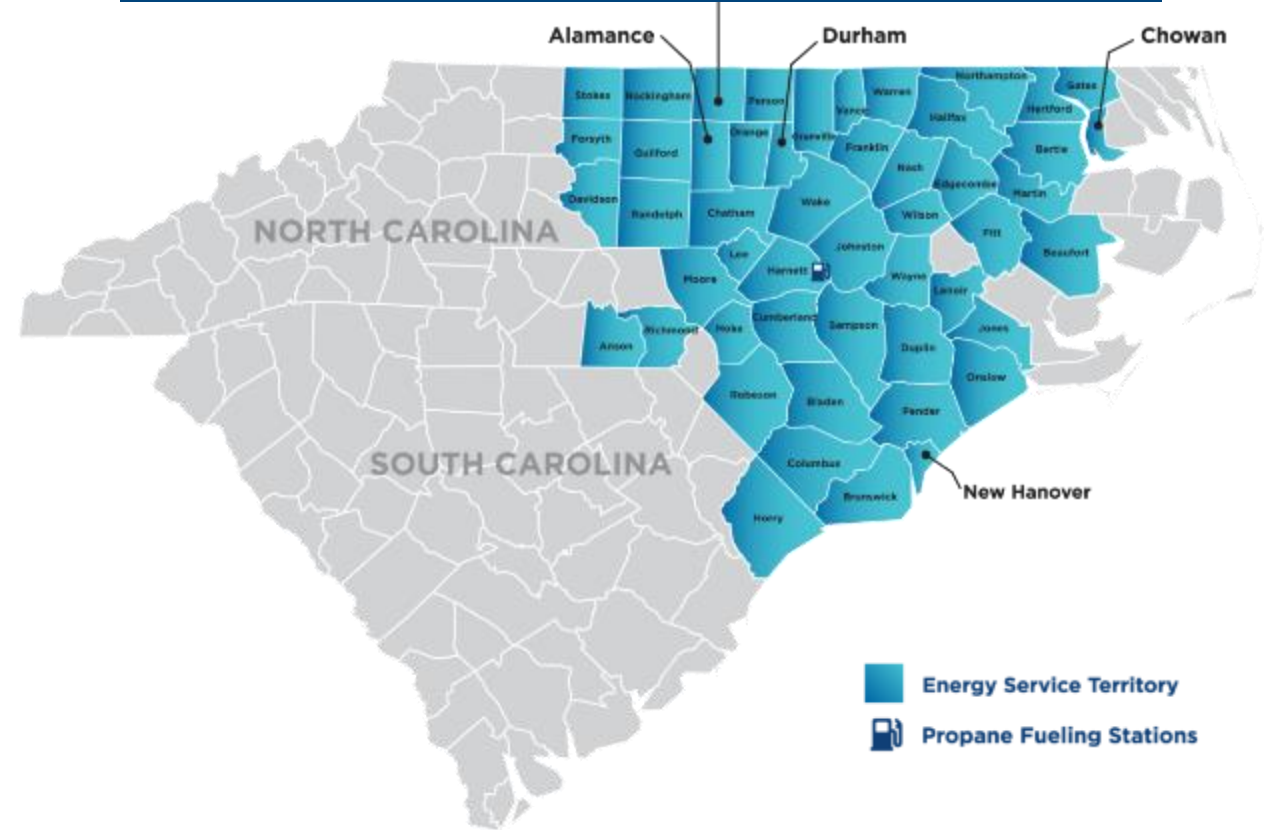 Alamance
Durham
Chowan
Stokes
Rockingham
Person
Vance
Warren
Northampton
Gates
Hertford
Halifax
Forsyth
Guilford
Orange
Granville
Franklin
Bertie
Nash
Edgecombe
Martin
Davidson
Randolph
Chatham
Wake
Wilson
Pitt
Beaufort
NORTH CAROLINA
Johnston
Lee
Harnett
Moore
Wayne
Lenoir
Richmond
Hoke
Cumberland
Sampson
Jones
Anson
Duplin
Onslow
Robeson
Bladen
Pender
SOUTH CAROLINA
Columbus
Brunswick
New Hanover
Horry
Energy Service Territory
Propane Fueling Stations